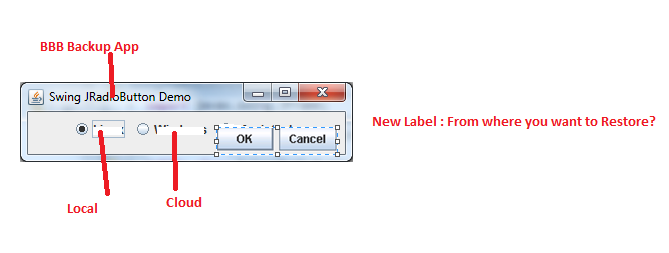 BBB Backup App
Swing JRadioButton Demo
OK
Cancel
New Label : From where you want to Restore?
Local
Cloud